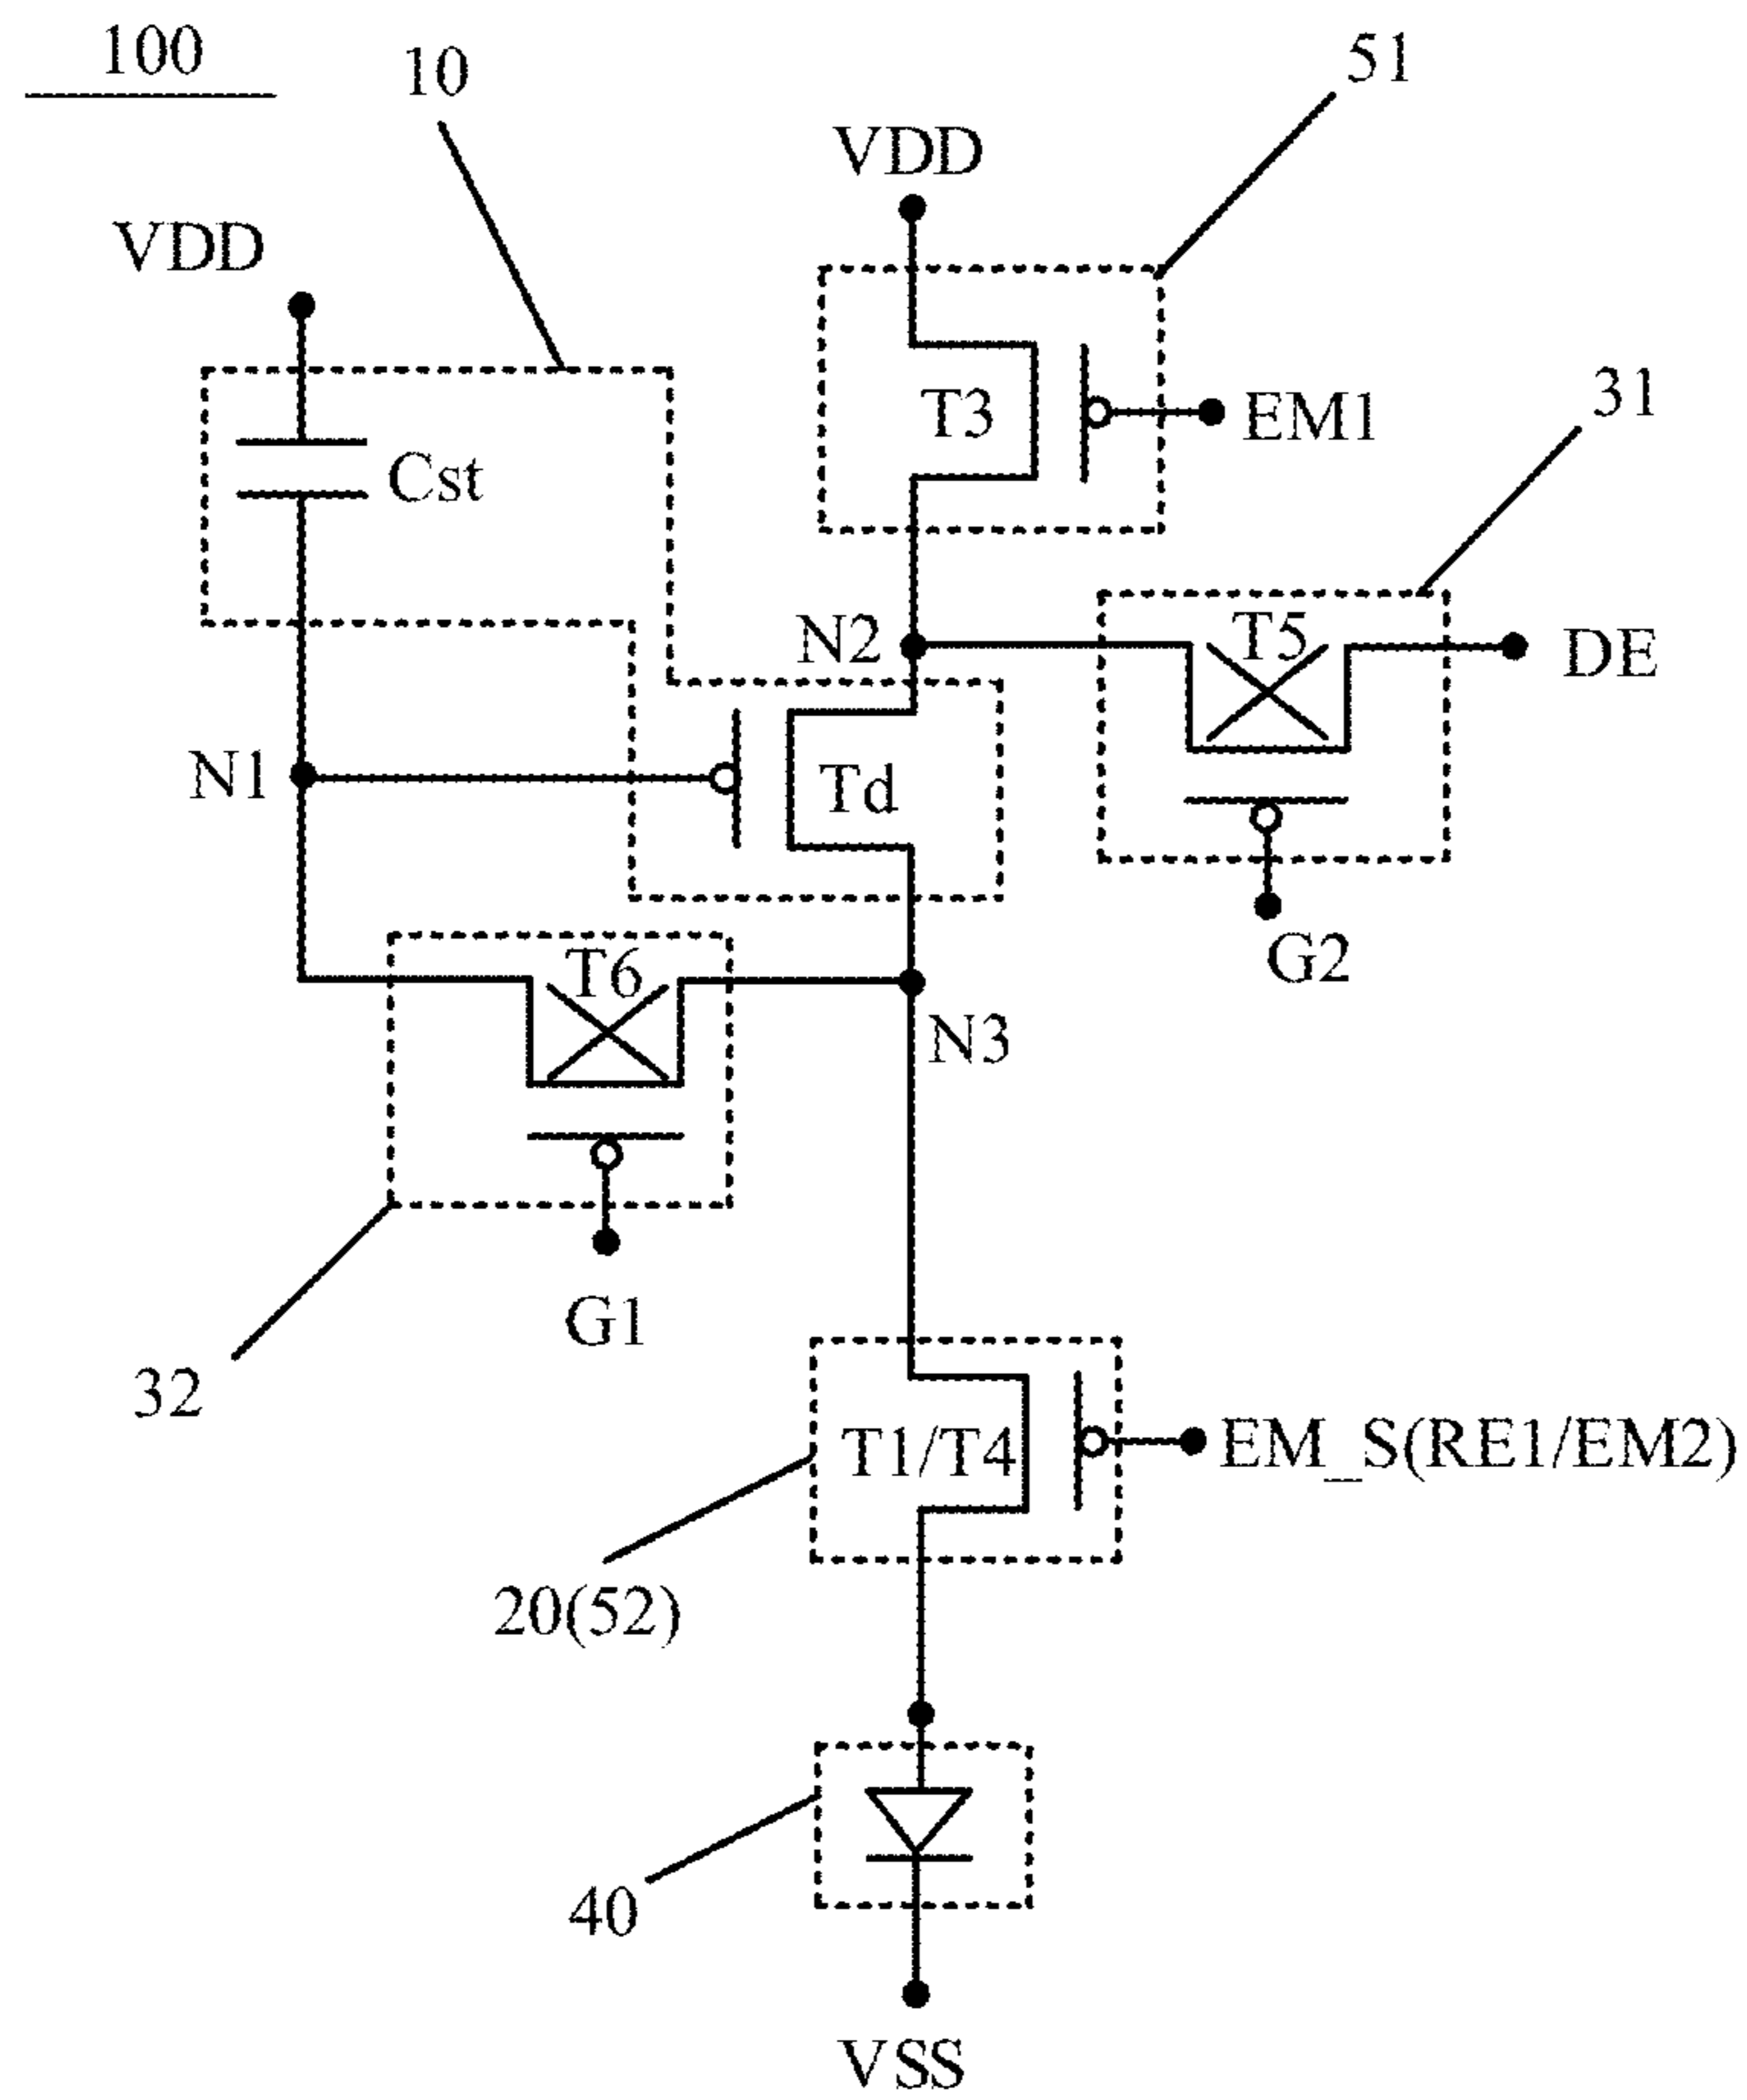 100
10
51
VDD
VDD
T3
EM1
31
Cst
N2
T5
DE
N1
Td
G2
T6
N3
G1
32
T1/T4
EM_S(RE1/EM2)
20(52)
40
VSS